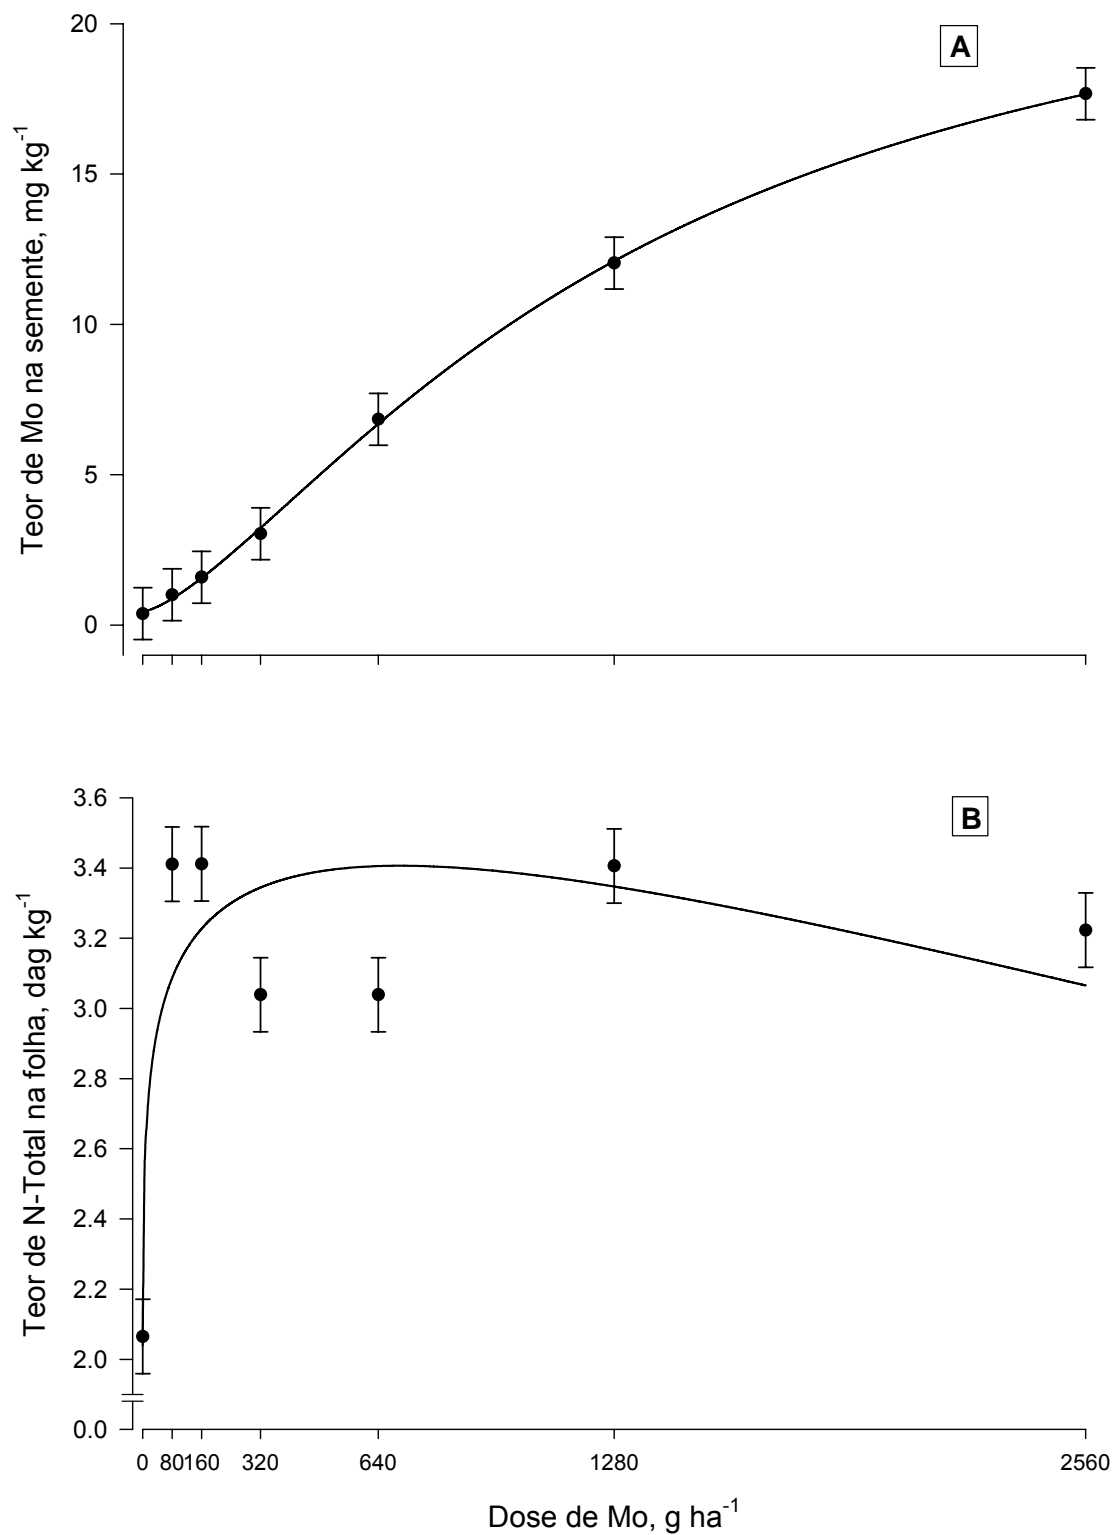 A
20
15
10
5
0
Teor de Mo na semente, mg kg⁻¹
B
3.6
3.4
3.2
3.0
2.8
2.6
2.4
2.2
2.0
0.0
Teor de N-Total na folha, dag kg⁻¹
0 80 160 320 640 1280 2560
Dose de Mo, g ha⁻¹